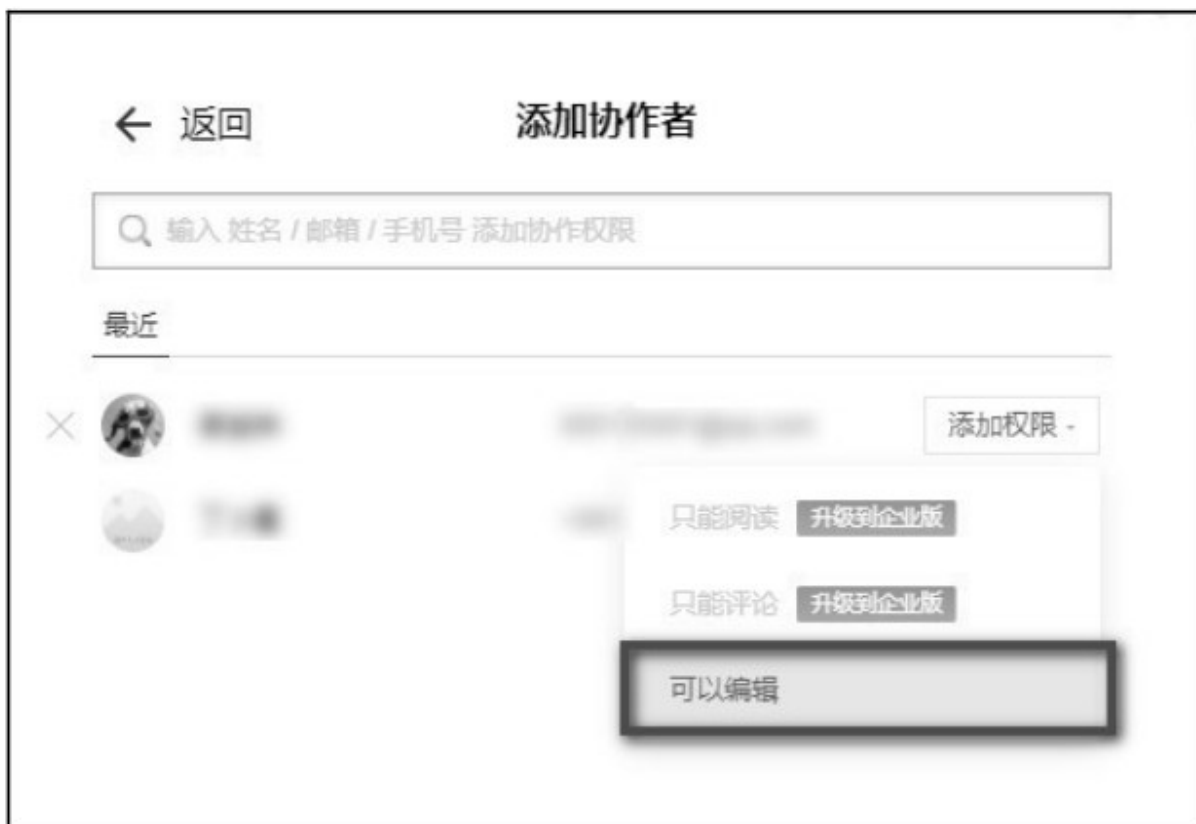 ← 返回
添加协作者
输入 姓名 / 邮箱 / 手机号 添加协作权限
最近
添加权限
只能阅读 升级到企业版
只能评论 升级到企业版
可以编辑